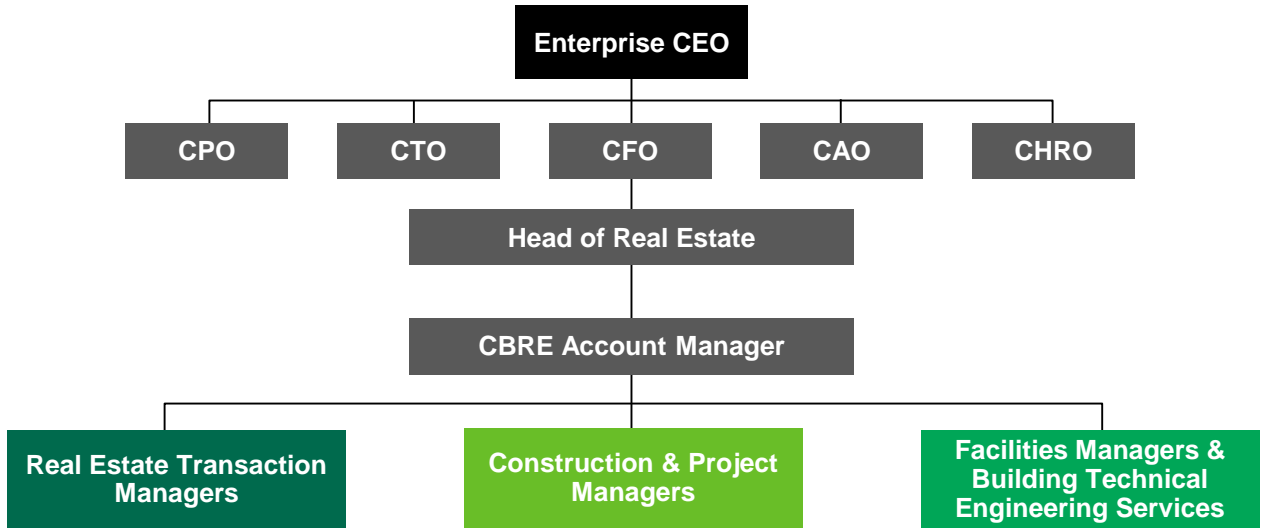 Enterprise CEO
CPO
CTO
CFO
CAO
CHRO
Head of Real Estate
CBRE Account Manager
Real Estate Transaction
Managers
Construction & Project
Managers
Facilities Managers &
Building Technical
Engineering Services